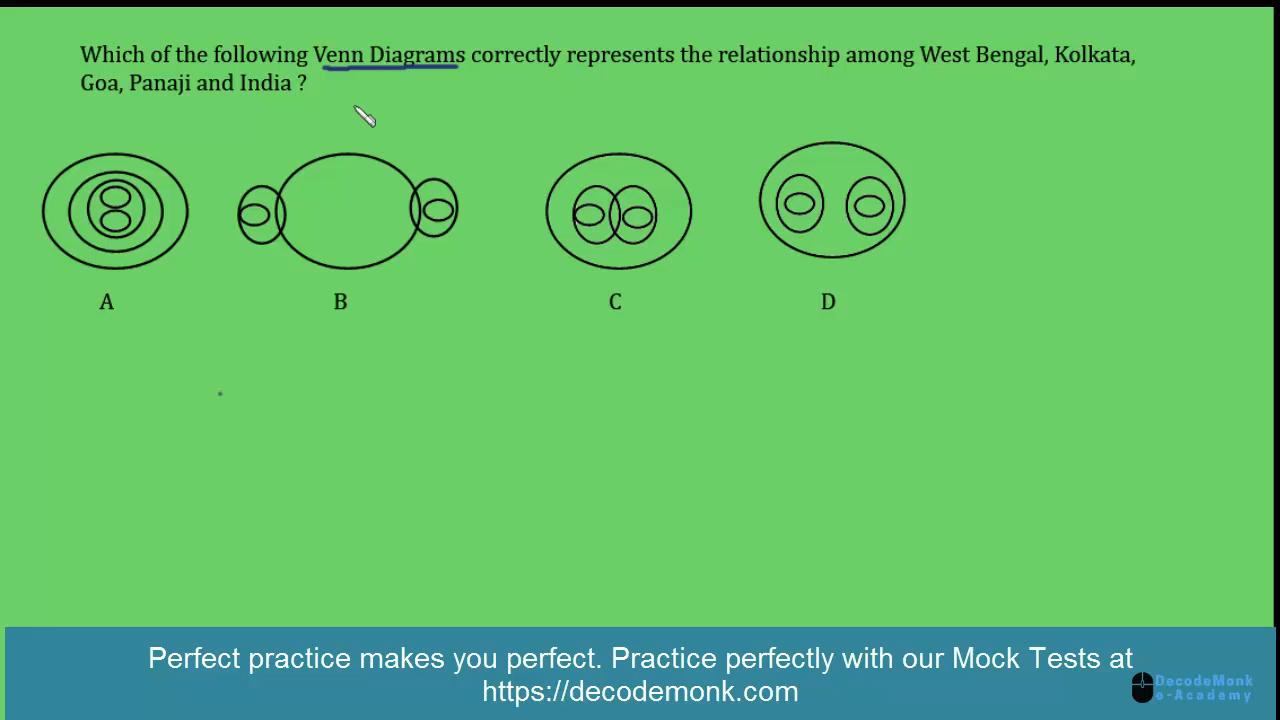 Which of the following Venn Diagrams correctly represents the relationship among West Bengal, Kolkata,
Goa, Panaji and India ?
A B C D
Perfect practice makes you perfect. Practice perfectly with our Mock Tests at
https://decodemonk.com
DecodeMonk
e-Academy